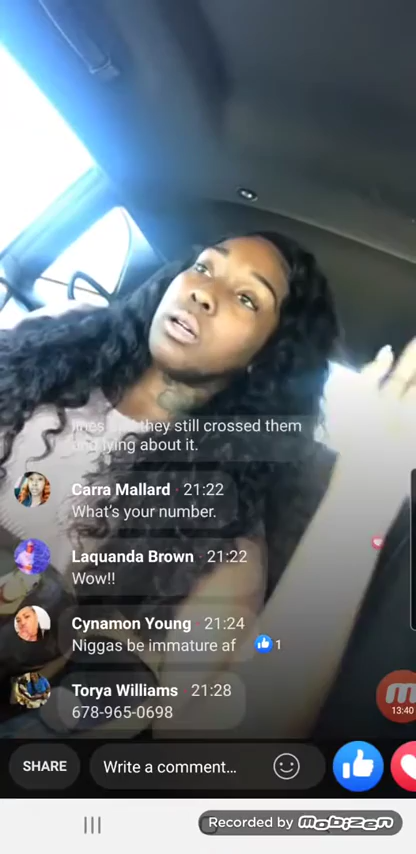 they still crossed them
lying about it.
Carra Mallard · 21:22
What's your number.
Laquanda Brown · 21:22
Wow!!
Cynamon Young · 21:24
Niggas be immature af 1
Torya Williams 21:28
678-965-0698
13:40
SHARE
Write a comment...
Recorded by mobizen